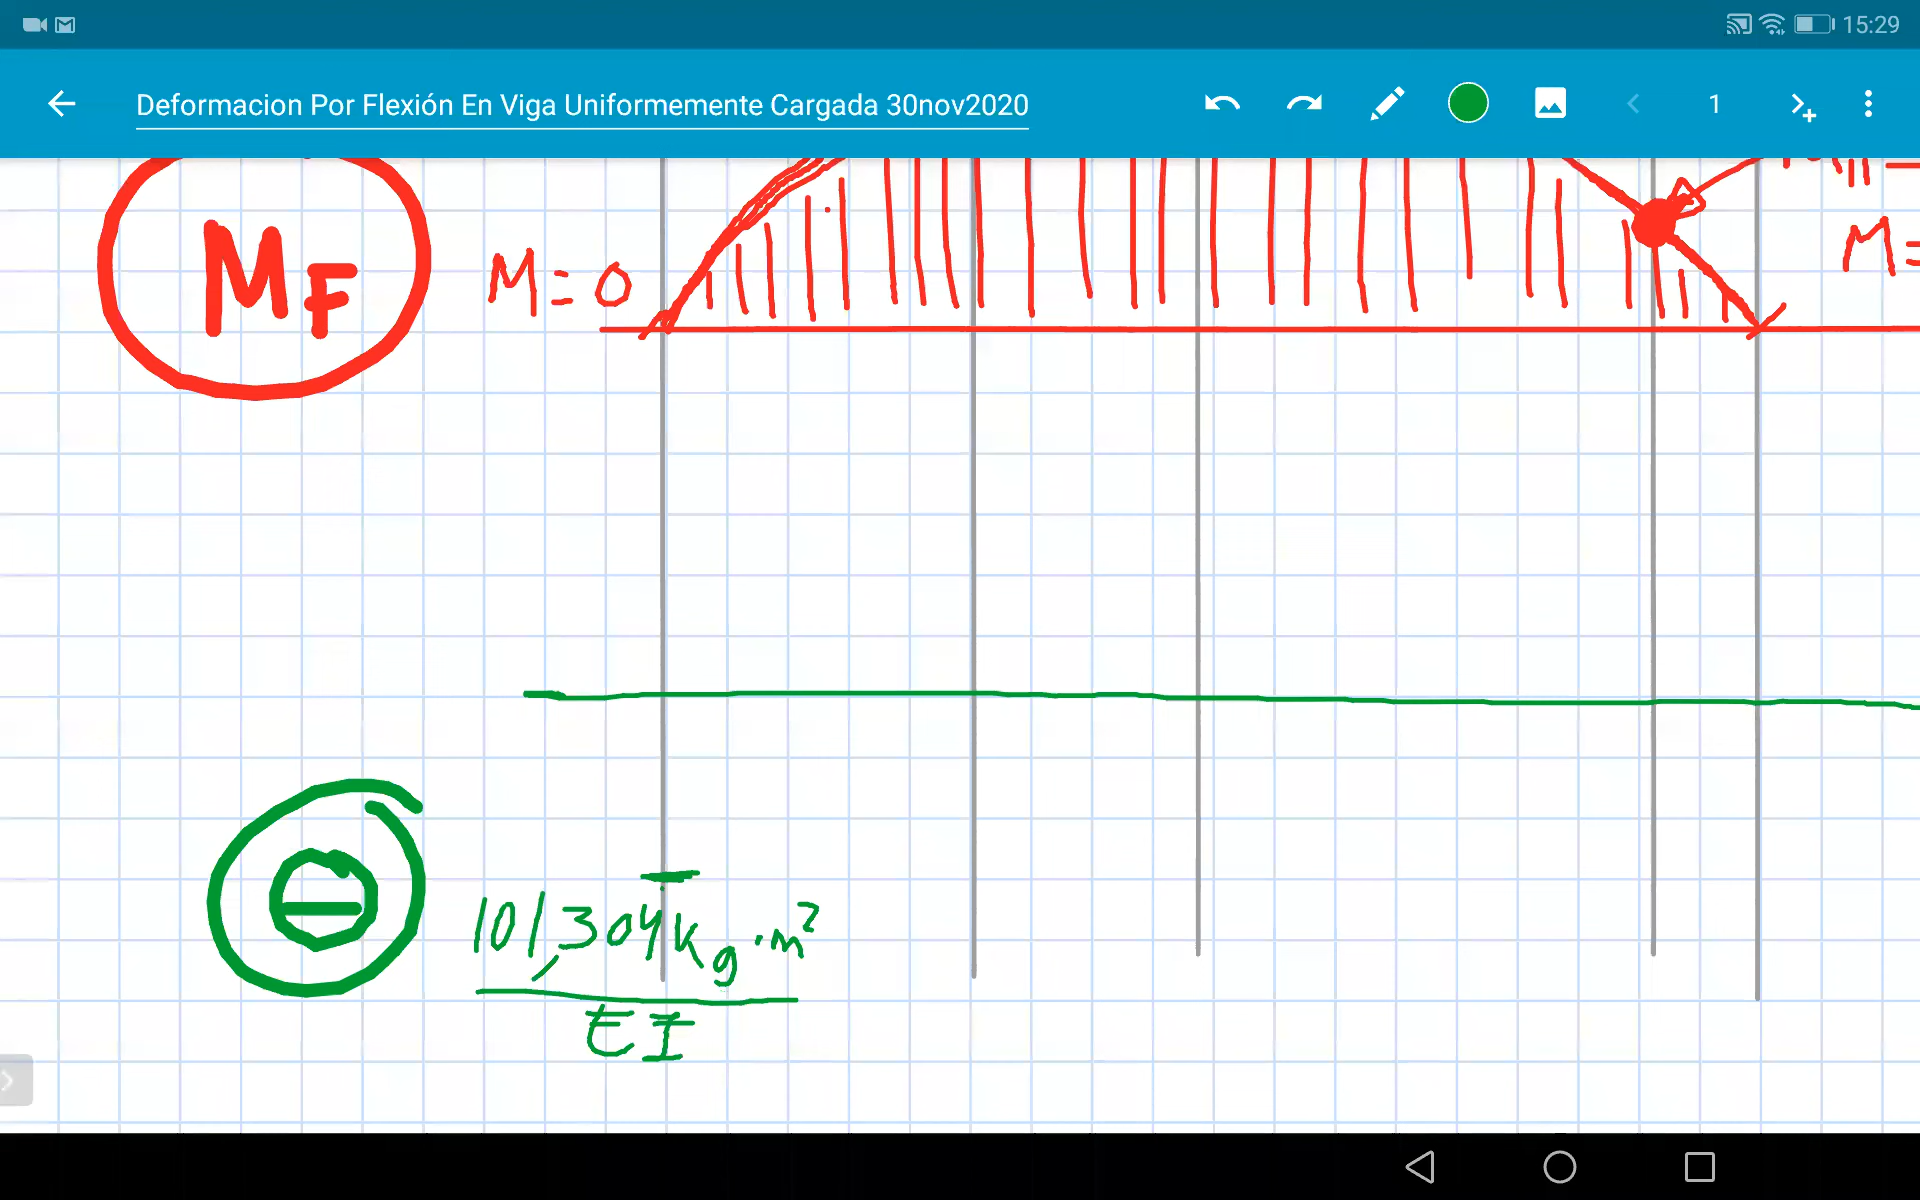 15:29
Deformacion Por Flexión En Viga Uniformemente Cargada 30nov2020
1
MF
M=0
M=
Θ
101,304 kg·m²
EI